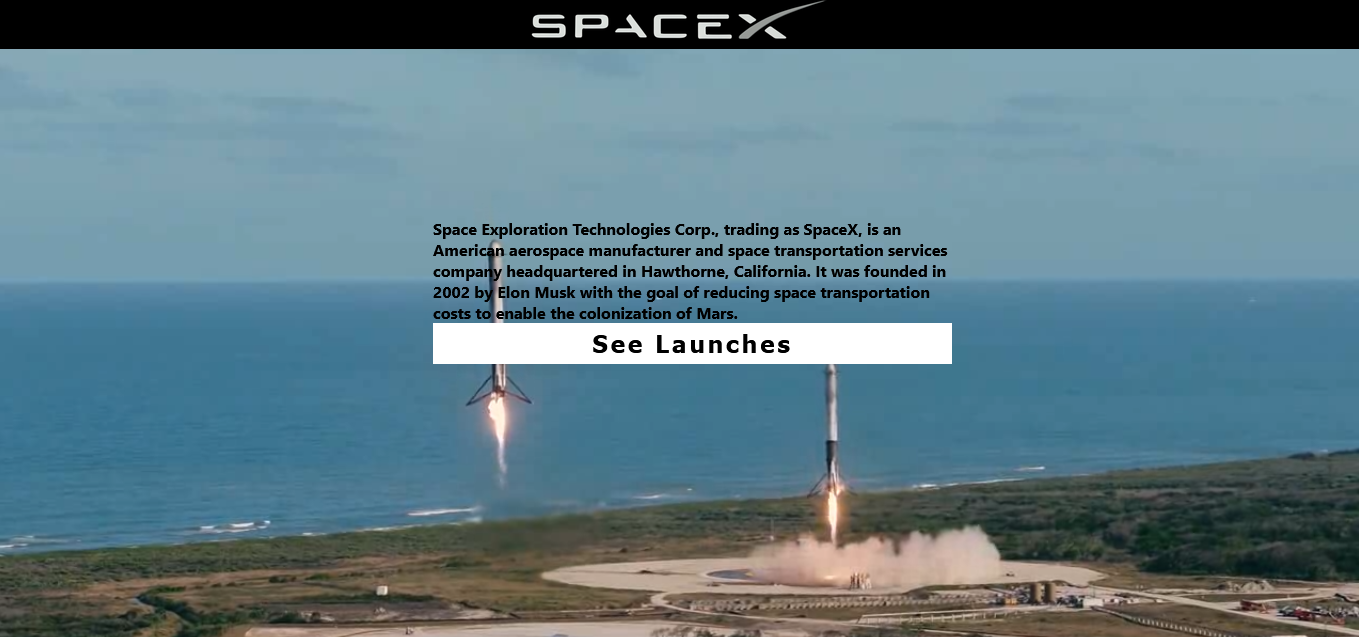 SPACEX
Space Exploration Technologies Corp., trading as SpaceX, is an
American aerospace manufacturer and space transportation services
company headquartered in Hawthorne, California. It was founded in
2002 by Elon Musk with the goal of reducing space transportation
costs to enable the colonization of Mars.
See Launches